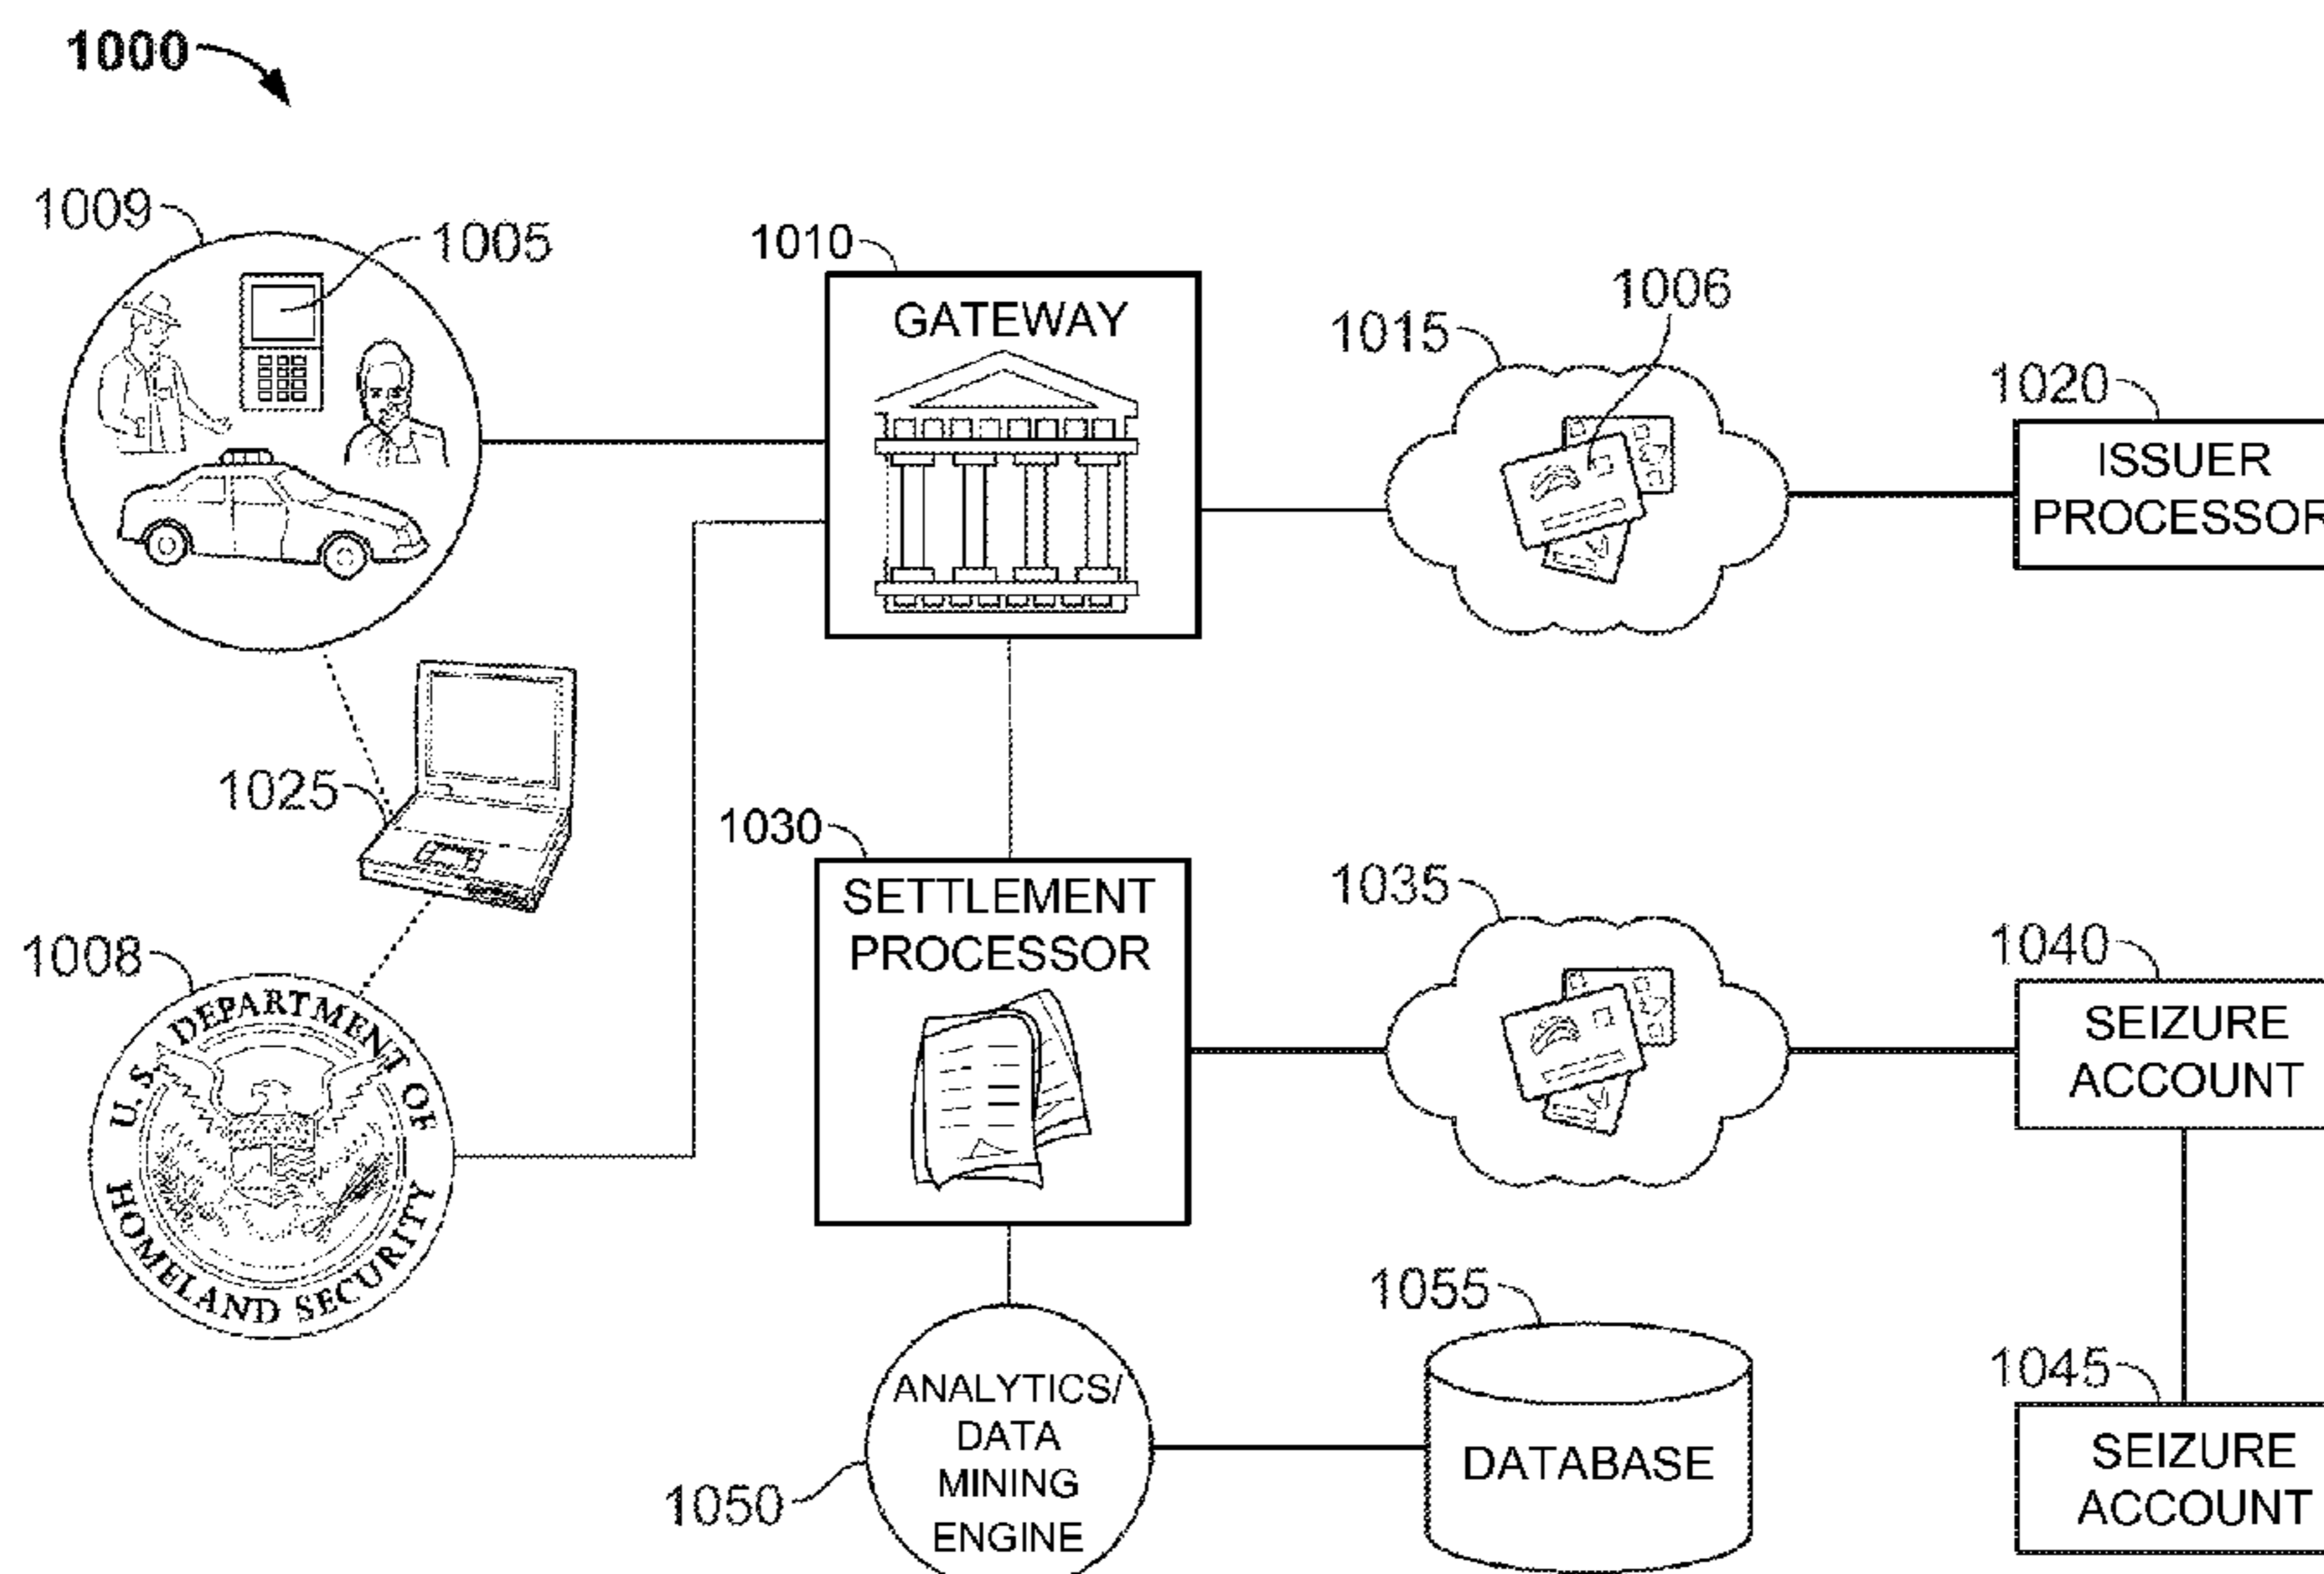 1000
1009
1005
1010
GATEWAY
1015
1006
1020
ISSUER
PROCESSOR
1025
1008
U.S. DEPARTMENT OF
HOMELAND SECURITY
1030
SETTLEMENT
PROCESSOR
1035
1040
SEIZURE
ACCOUNT
1045
SEIZURE
ACCOUNT
1050
ANALYTICS/
DATA
MINING
ENGINE
1055
DATABASE